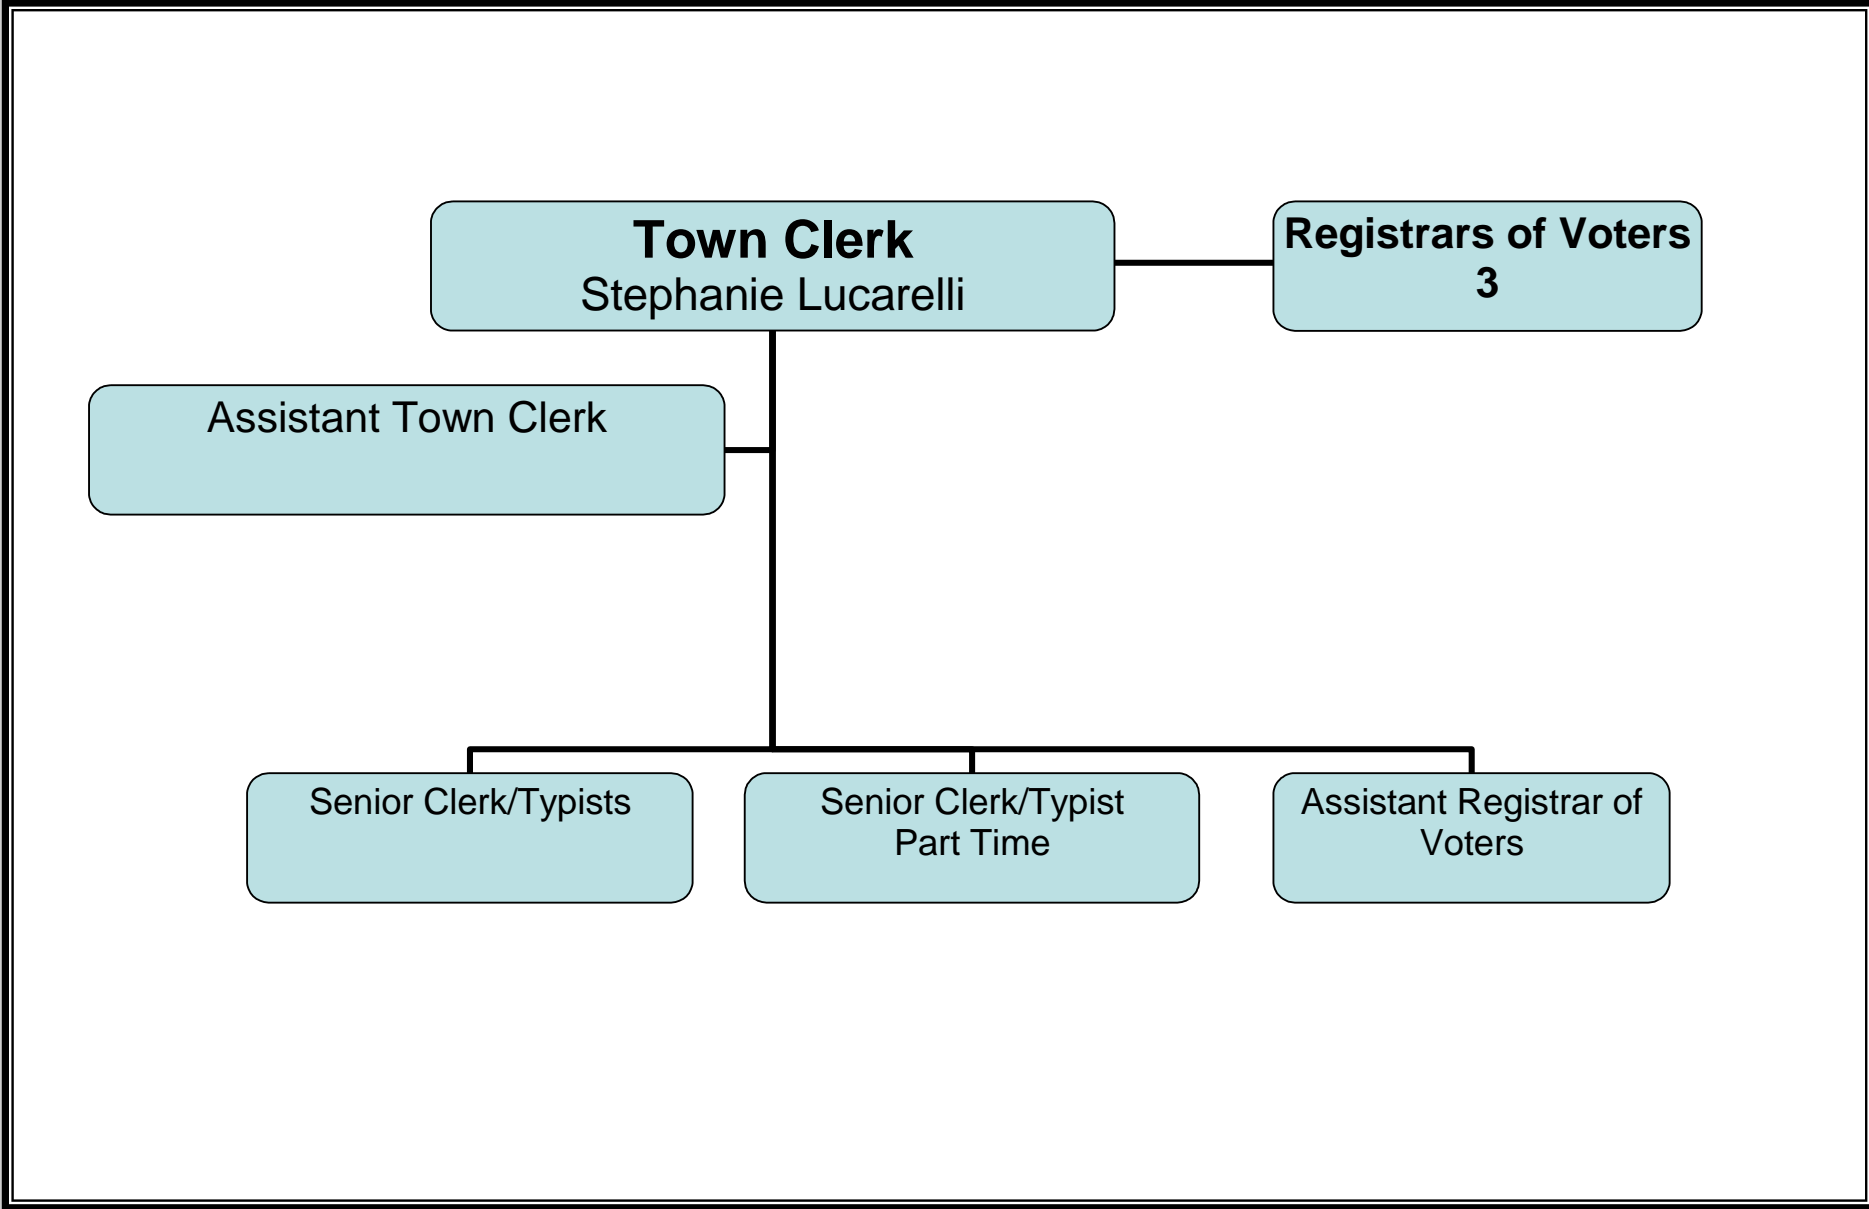 Town Clerk
Stephanie Lucarelli
Registrars of Voters
3
Assistant Town Clerk
Senior Clerk/Typists
Senior Clerk/Typist
Part Time
Assistant Registrar of
Voters